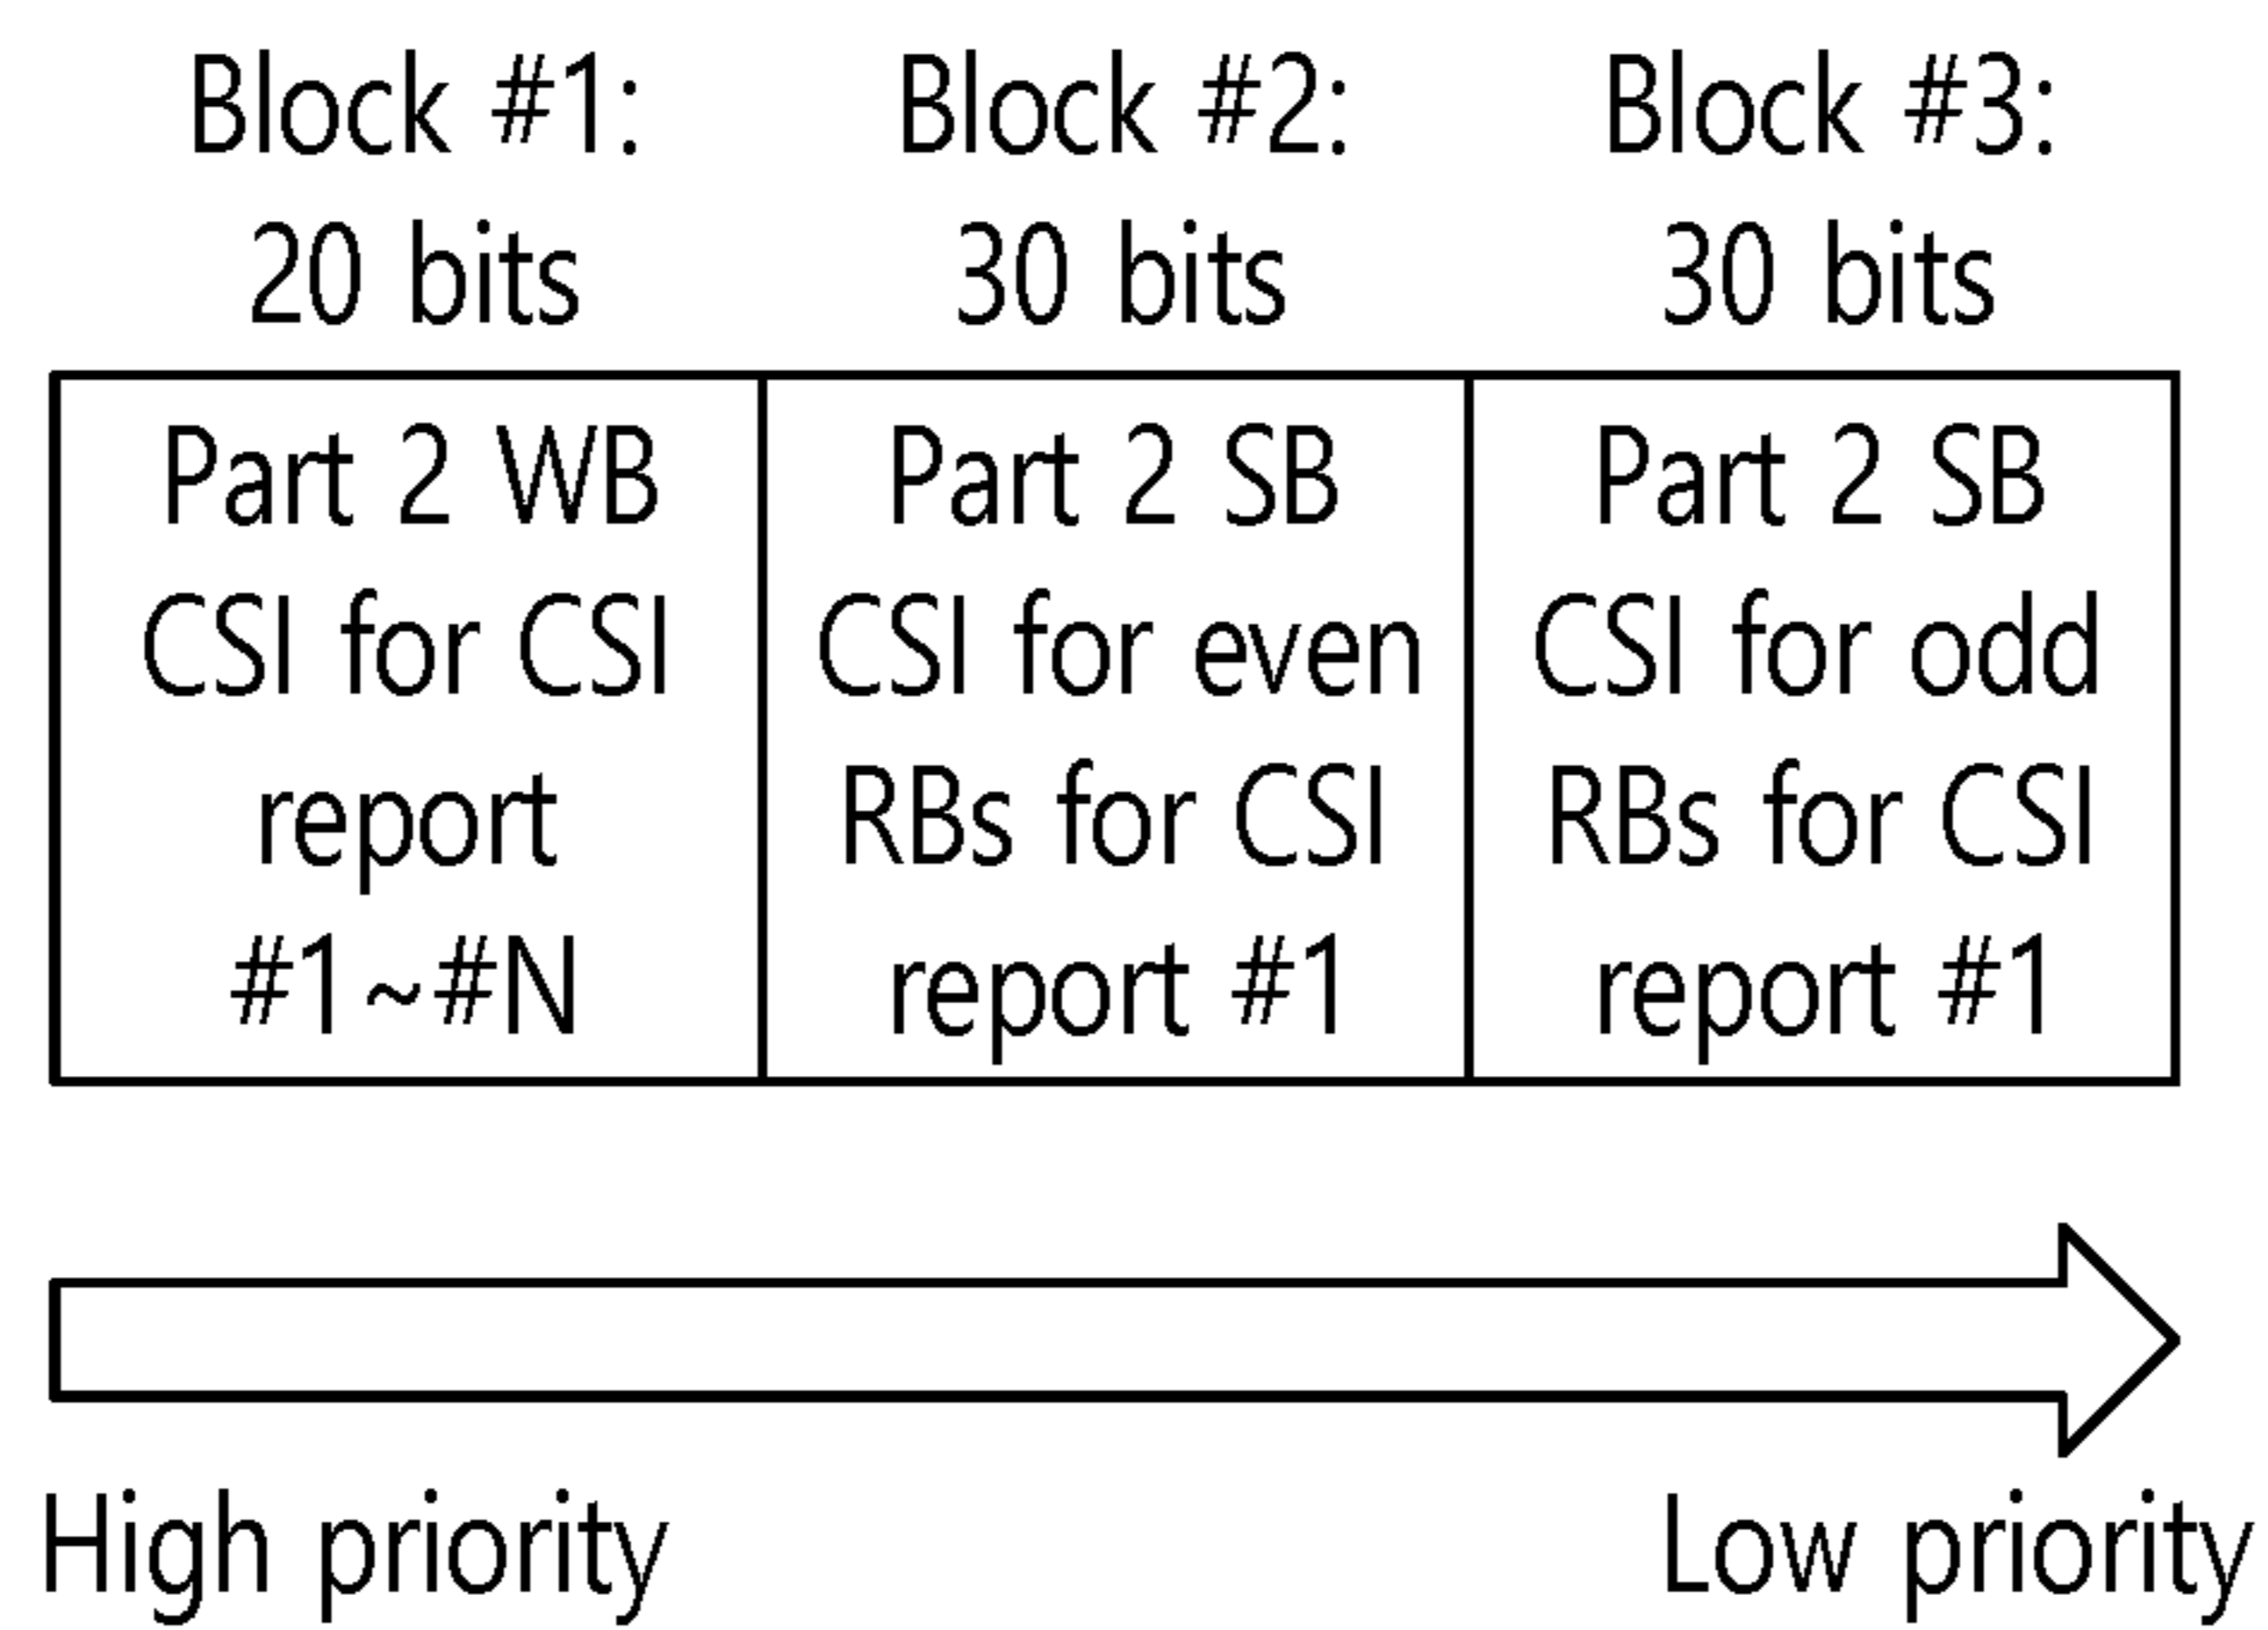 Block #1:
20 bits
Block #2:
30 bits
Block #3:
30 bits
Part 2 WB
CSI for CSI
report
#1~#N
Part 2 SB
CSI for even
RBs for CSI
report #1
Part 2 SB
CSI for odd
RBs for CSI
report #1
High priority
Low priority